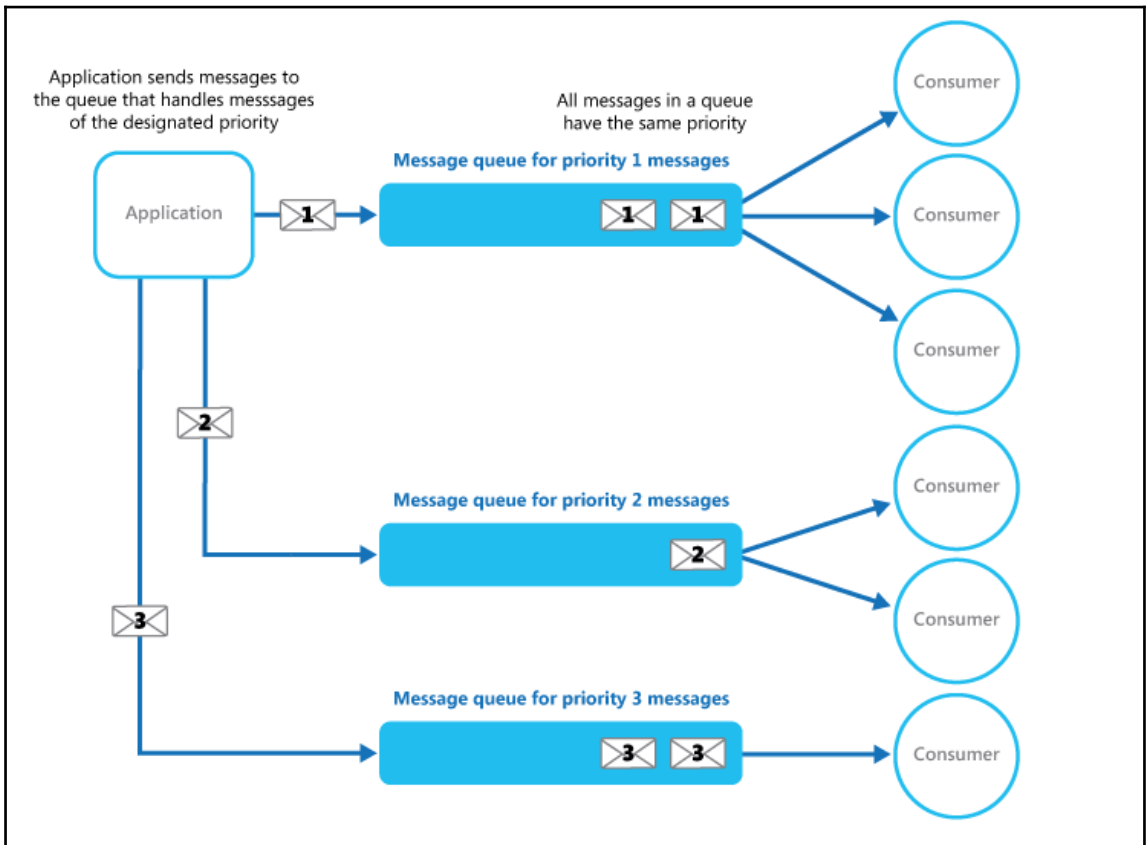 Application sends messages to
the queue that handles messsages
of the designated priority
All messages in a queue
have the same priority
Consumer
Message queue for priority 1 messages
Application
1
1
1
Consumer
Consumer
2
Message queue for priority 2 messages
Consumer
2
Consumer
3
Message queue for priority 3 messages
3
3
Consumer